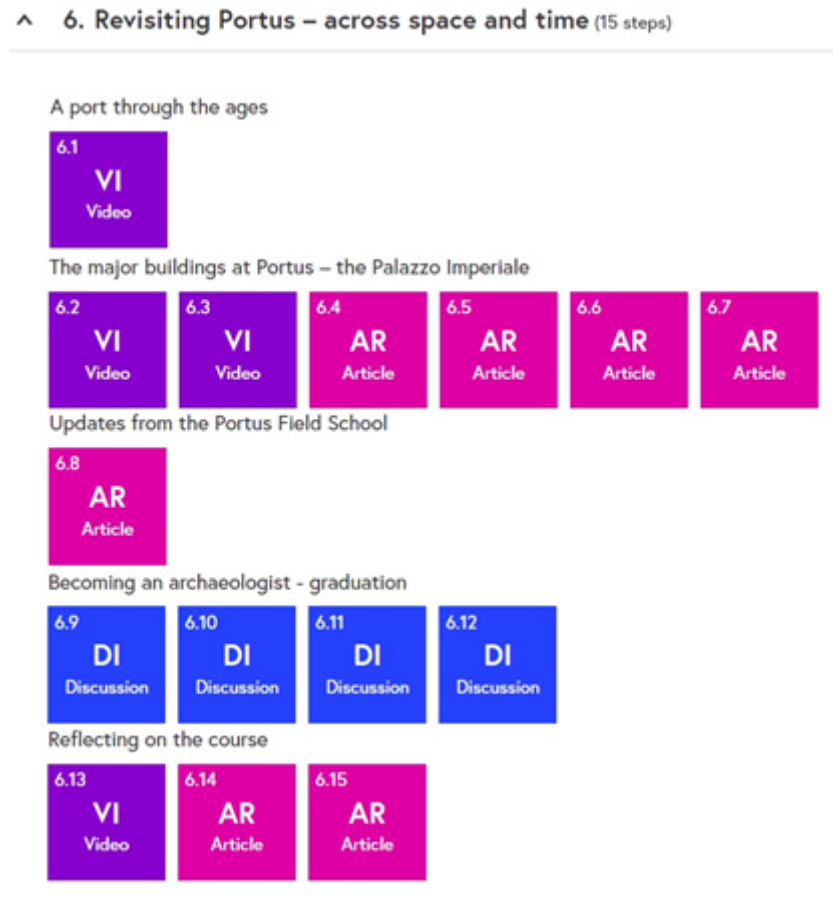 6. Revisiting Portus – across space and time (15 steps)
A port through the ages
6.1
VI
Video
The major buildings at Portus – the Palazzo Imperiale
6.2 6.3 6.4 6.5 6.6 6.7
VI VI AR AR AR AR
Video Video Article Article Article Article
Updates from the Portus Field School
6.8
AR
Article
Becoming an archaeologist - graduation
6.9 6.10 6.11 6.12
DI DI DI DI
Discussion Discussion Discussion Discussion
Reflecting on the course
6.13 6.14 6.15
VI AR AR
Video Article Article